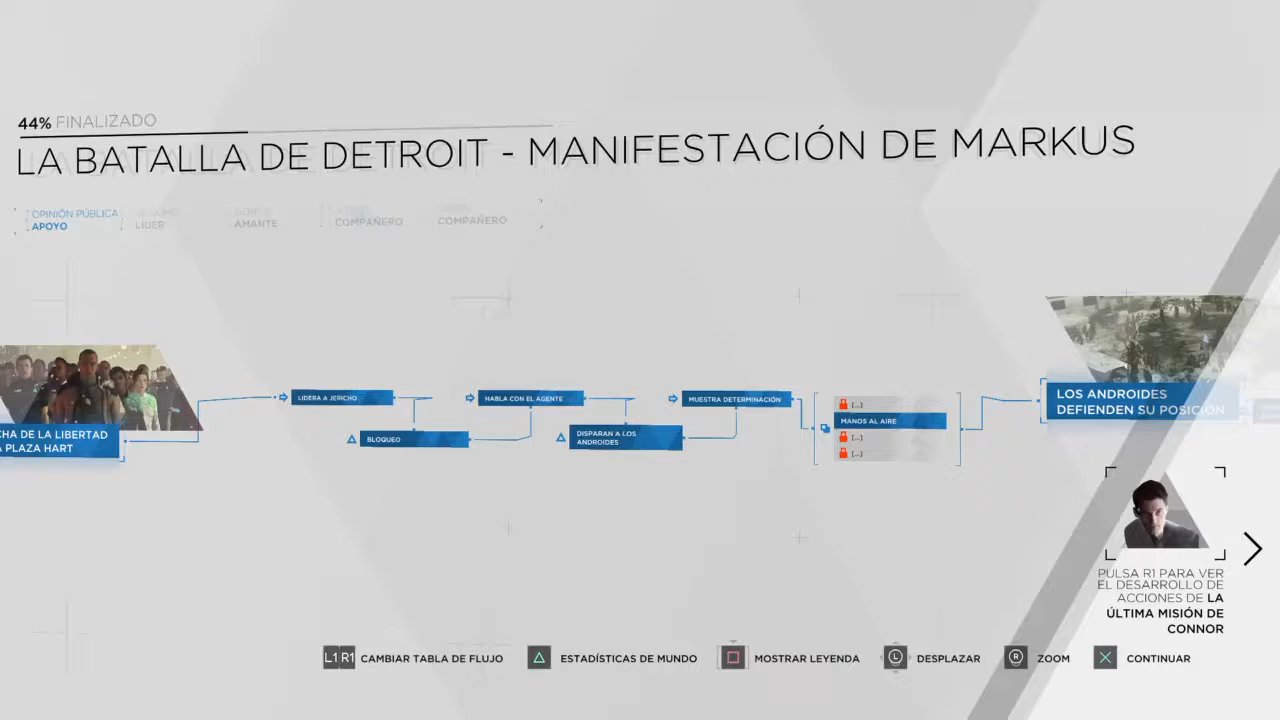 44% FINALIZADO
LA BATALLA DE DETROIT - MANIFESTACIÓN DE MARKUS
OPINIÓN PÚBLICA
APOYO
LIDER
AMANTE
COMPAÑERO
COMPAÑERO
CHA DE LA LIBERTAD
A PLAZA HART
LIDERA A JERICHO
BLOQUEO
HABLA CON EL AGENTE
DISPARAN A LOS
ANDROIDES
MUESTRA DETERMINACIÓN
[...]
MANOS AL AIRE
[...]
[...]
LOS ANDROIDES
DEFIENDEN SU POSICIÓN
PULSA R1 PARA VER
EL DESARROLLO DE
ACCIONES DE LA
ÚLTIMA MISIÓN DE
CONNOR
L1 R1 CAMBIAR TABLA DE FLUJO
ESTADÍSTICAS DE MUNDO
MOSTRAR LEYENDA
L DESPLAZAR
R ZOOM
CONTINUAR